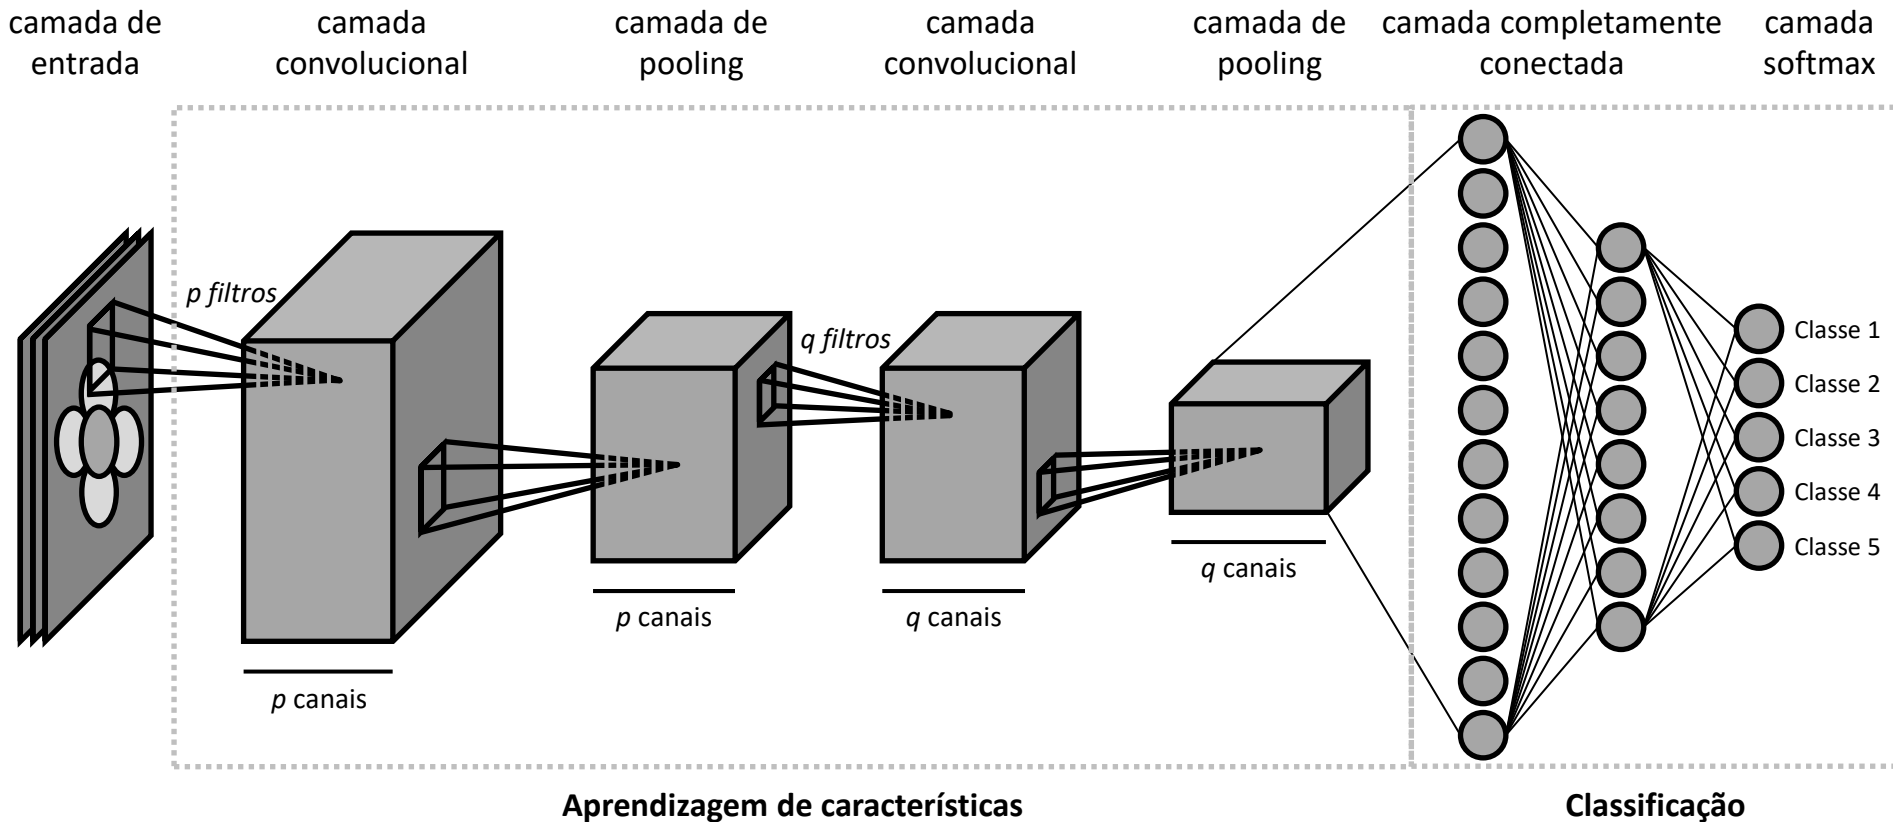 camada de
entrada
camada
convolucional
camada de
pooling
camada
convolucional
camada de
pooling
camada completamente
conectada
camada
softmax
p filtros
q filtros
p canais
p canais
q canais
q canais
Classe 1
Classe 2
Classe 3
Classe 4
Classe 5
Aprendizagem de características
Classificação